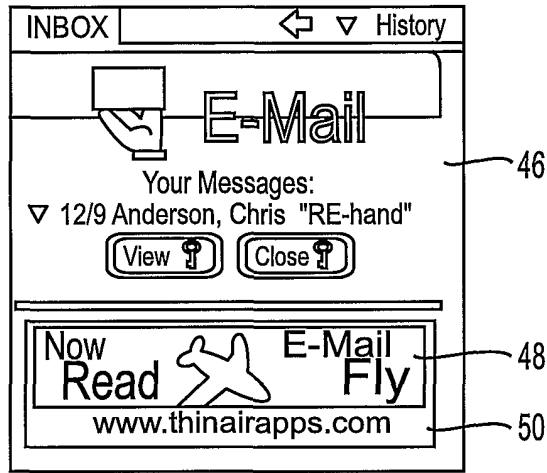 INBOX History
E-Mail
46
Your Messages:
12/9 Anderson, Chris "RE-hand"
View Close
Now E-Mail
Read Fly
48
www.thinairapps.com
50